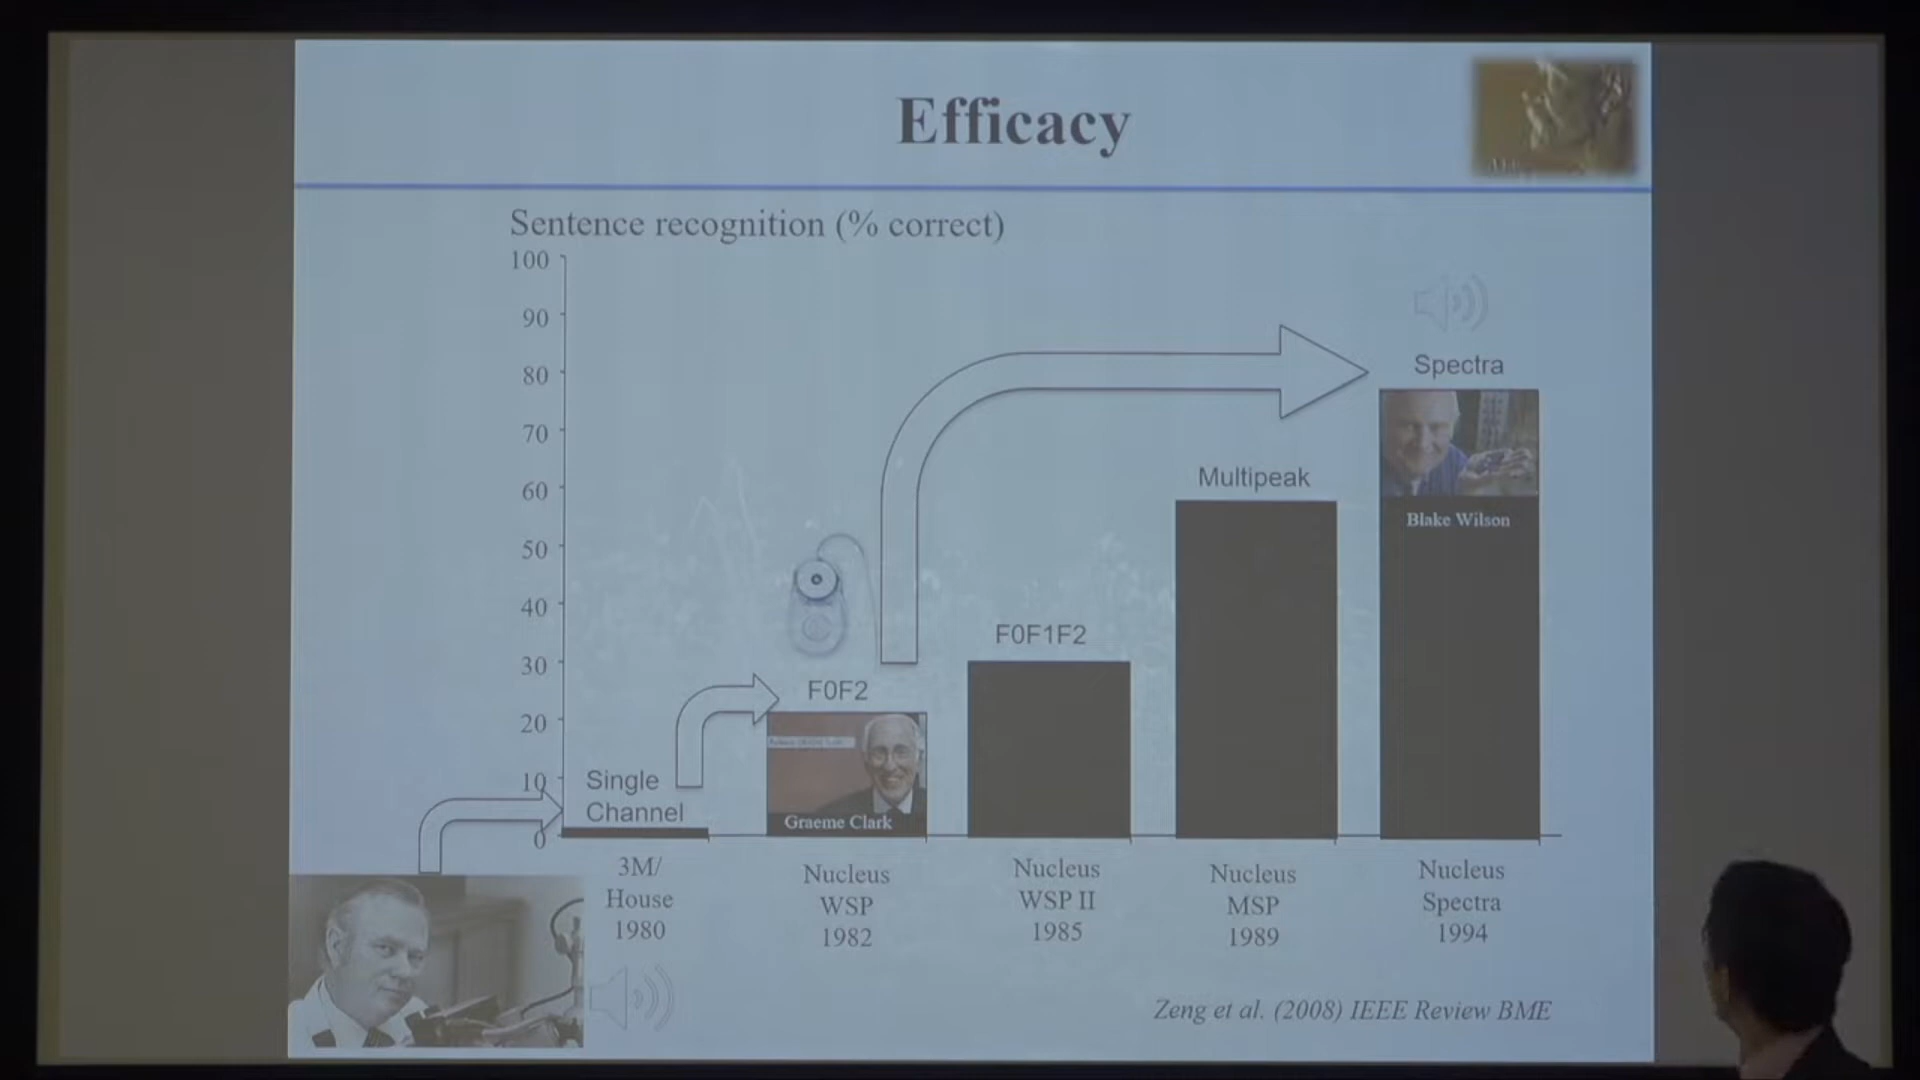 Efficacy
Sentence recognition (% correct)
100
90
80
70
60
50
40
30
20
10
0
Single
Channel
F0F2
F0F1F2
Multipeak
Spectra
Graeme Clark
Blake Wilson
3M/
House
1980
Nucleus
WSP
1982
Nucleus
WSP II
1985
Nucleus
MSP
1989
Nucleus
Spectra
1994
Zeng et al. (2008) IEEE Review BME